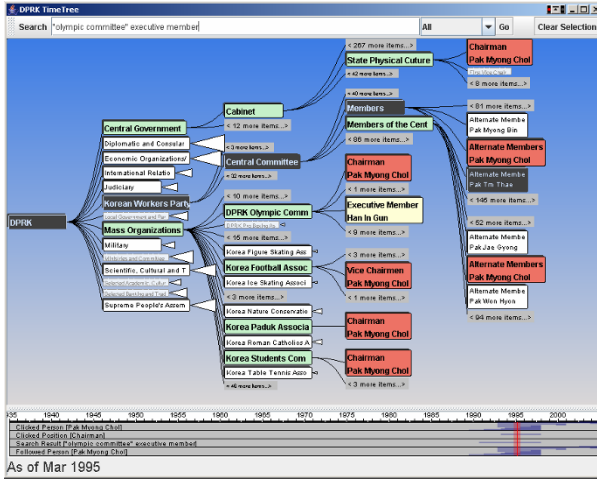 DPRK TimeTree
Search "olympic committee" executive member All Go Clear Selection
< 267 more items...>
State Physical Cuture
< 42 more items...>
Chairman
Pak Myong Chol
< 8 more items...>
< 40 more items...>
Members
Members of the Cent
< 86 more items...>
< 81 more items...>
Alternate Membe
Pak Myong Bin
Alternate Members
Pak Myong Chol
Alternate Membe
Pak Tm Thae
< 146 more items...>
< 52 more items...>
Alternate Membe
Pak Jae Gyong
Alternate Members
Pak Myong Chol
Alternate Membe
Pak Won Hyon
< 94 more items...>
Cabinet
< 12 more items...>
< 3 more items...>
Central Committee
< 32 more items...>
< 10 more items...>
DPRK Olympic Comm
< 15 more items...>
Korea Figure Skating Ass
Korea Football Assoc
Korea Ice Skating Associ
< 3 more items...>
Korea Nature Conservatio
Korea Paduk Associa
Korea Roman Catholics A
Korea Students Com
Korea Table Tennis Asso
< 46 more items...>
Chairman
Pak Myong Chol
< 1 more items...>
Executive Member
Han In Gun
< 9 more items...>
< 3 more items...>
Vice Chairmen
Pak Myong Chol
< 1 more items...>
Chairman
Pak Myong Chol
Chairman
Pak Myong Chol
< 3 more items...>
DPRK
Central Government
Diplomatic and Consular
Economic Organizations/
International Relatio
Judiciary
Korean Workers Party
Local Government and Par
Mass Organizations
Military
Scientific, Cultural and T
Supreme People's Assem
935 1940 1945 1950 1955 1960 1965 1970 1975 1980 1985 1990 1995 2000
Clicked Person [Pak Myong Chol]
Clicked Position [Chairman]
Search Result ["olympic committee" executive member]
Followed Person [Pak Myong Chol]
As of Mar 1995